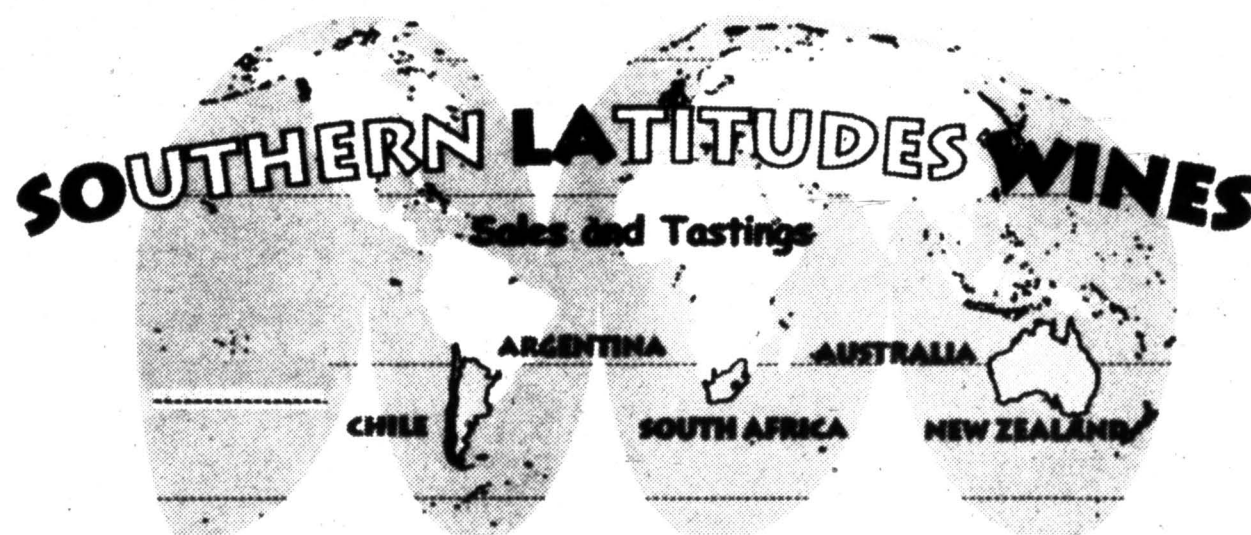 SOUTHERN LATITUDES WINES
Sales and Tastings
ARGENTINA
AUSTRALIA
CHILE
SOUTH AFRICA
NEW ZEALAND